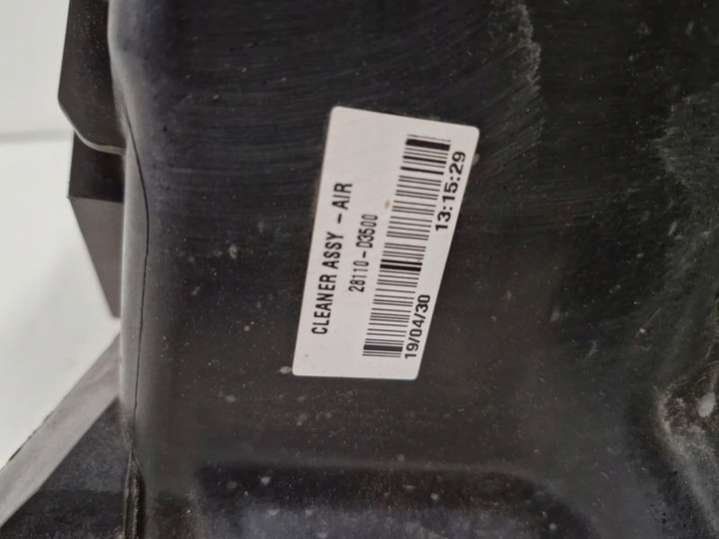 CLEANER ASSY -AIR
28110-D3500
19/04/30 13:15:29